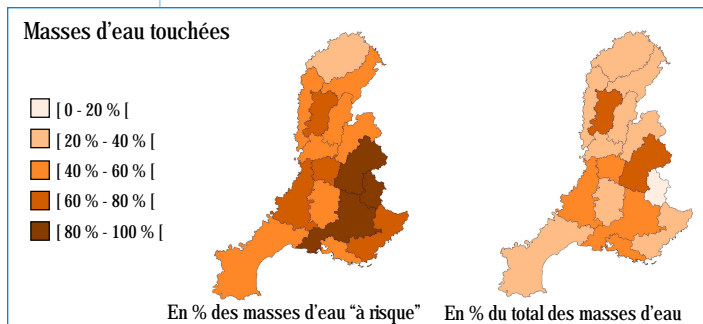 Masses d'eau touchées
[ 0 - 20 % [
[ 20 % - 40 % [
[ 40 % - 60 % [
[ 60 % - 80 % [
[ 80 % - 100 % [
En % des masses d'eau “à risque”
En % du total des masses d'eau